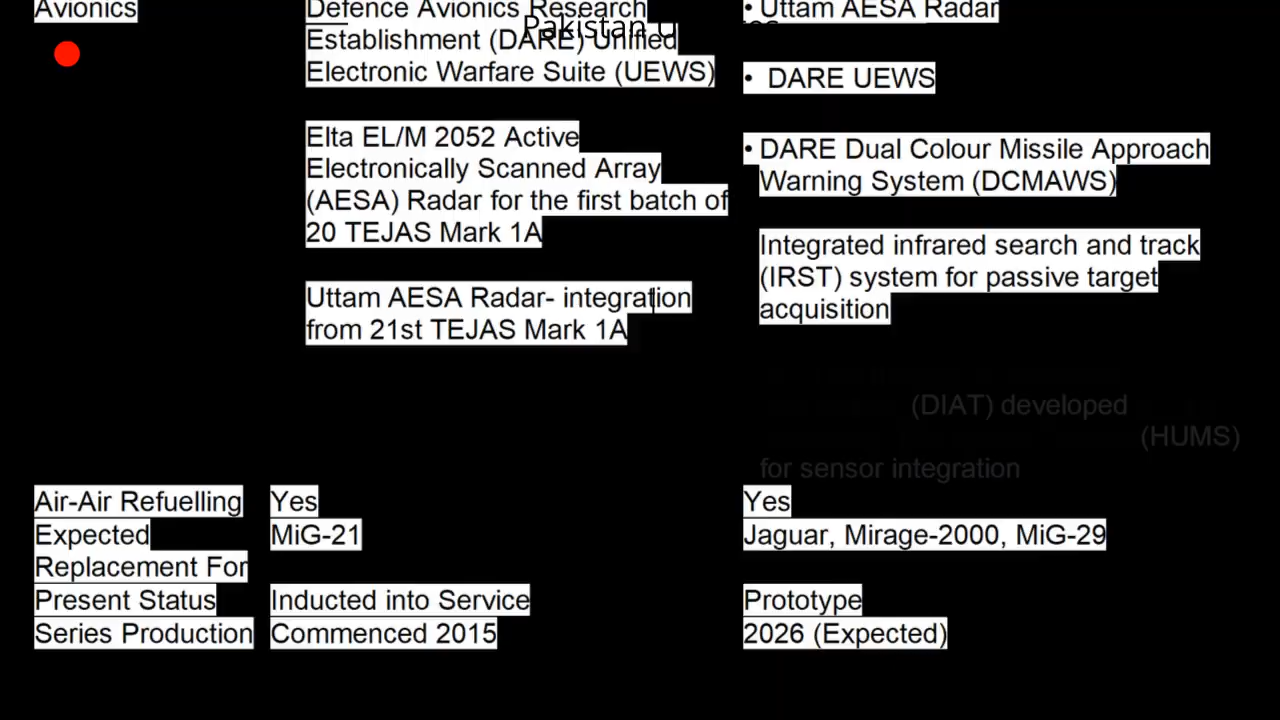 Avionics
Defence Avionics Research
Establishment (DARE) Unified
Electronic Warfare Suite (UEWS)
Elta EL/M 2052 Active
Electronically Scanned Array
(AESA) Radar for the first batch of
20 TEJAS Mark 1A
Uttam AESA Radar- integration
from 21st TEJAS Mark 1A
• Uttam AESA Radar
• DARE UEWS
• DARE Dual Colour Missile Approach
Warning System (DCMAWS)
Integrated infrared search and track
(IRST) system for passive target
acquisition
(DIAT) developed
(HUMS)
for sensor integration
Pakistan
Air-Air Refuelling Yes Yes
Expected MiG-21 Jaguar, Mirage-2000, MiG-29
Replacement For
Present Status Inducted into Service Prototype
Series Production Commenced 2015 2026 (Expected)